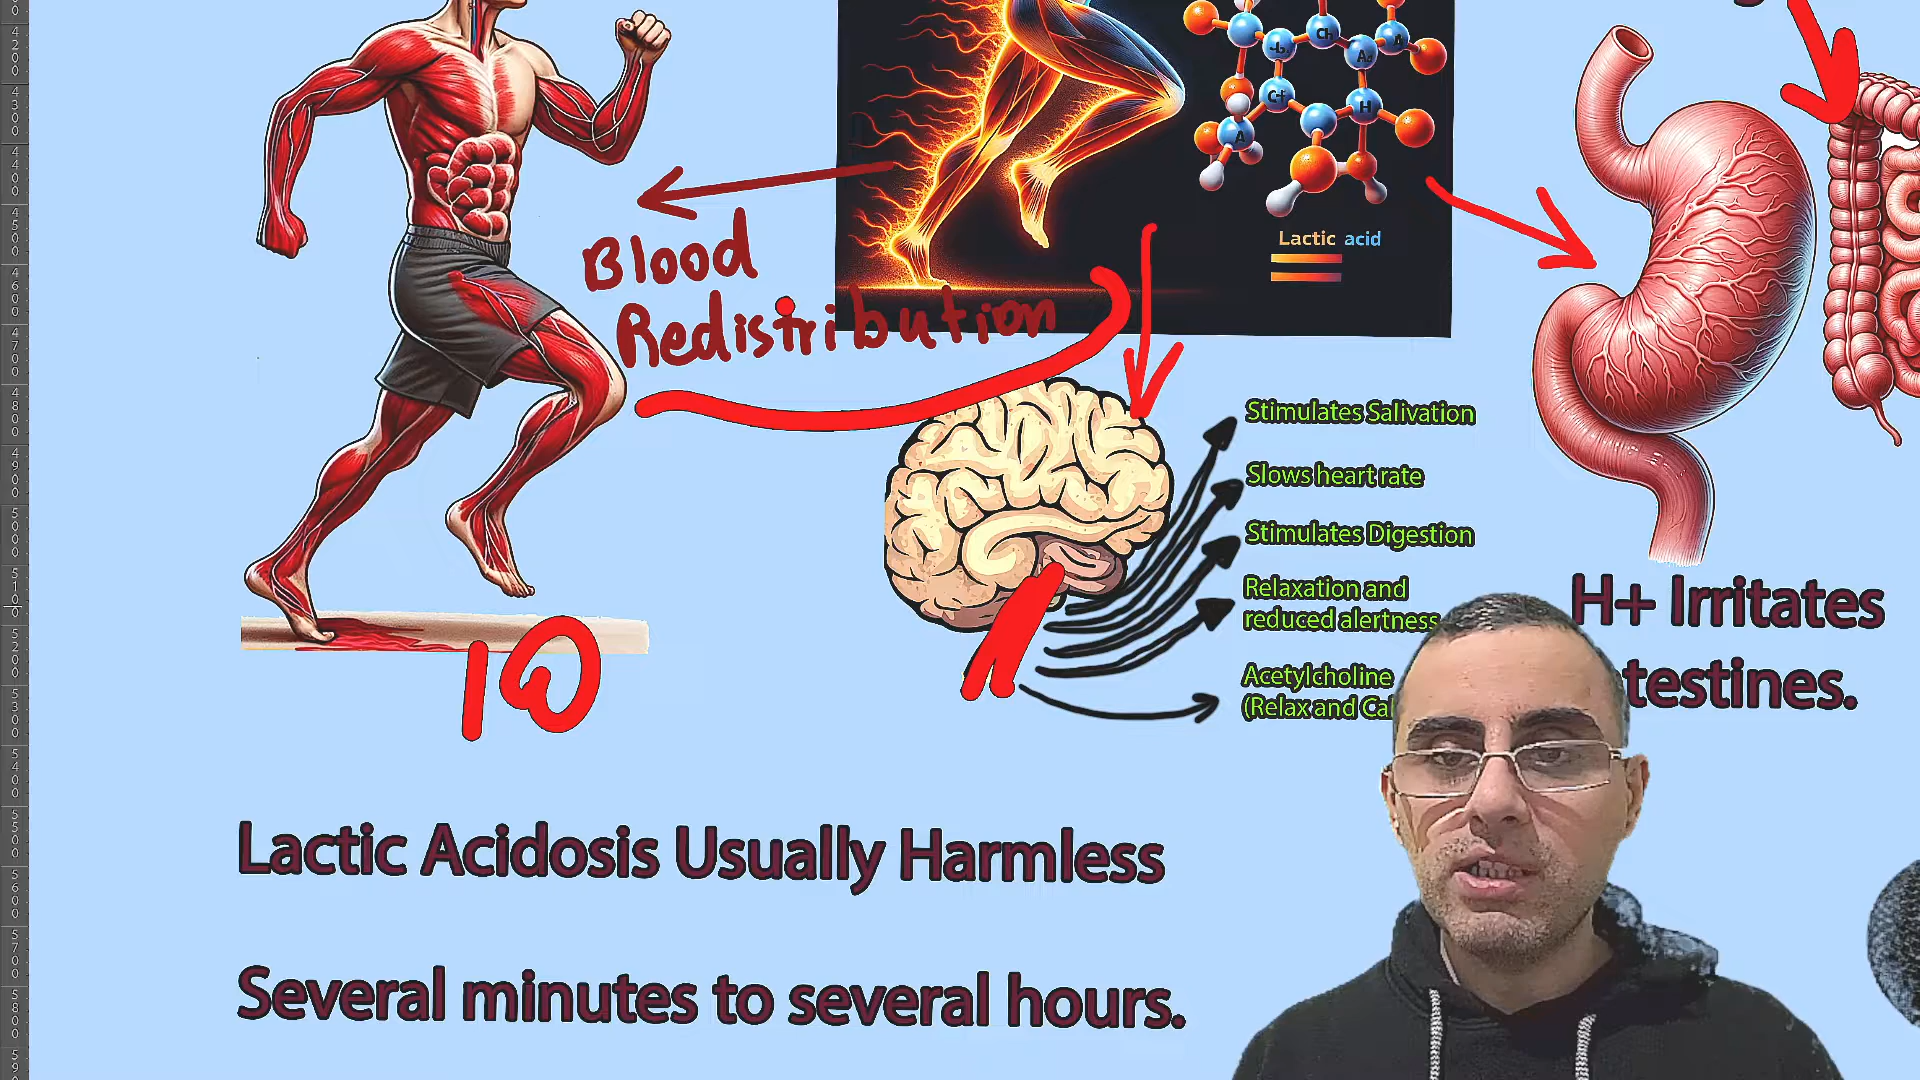 Blood
Redistribution
Lactic acid
Stimulates Salivation
Slows heart rate
Stimulates Digestion
Relaxation and
reduced alertness
Acetylcholine
(Relax and Cal
H+ Irritates
testines.
10
Lactic Acidosis Usually Harmless
Several minutes to several hours.